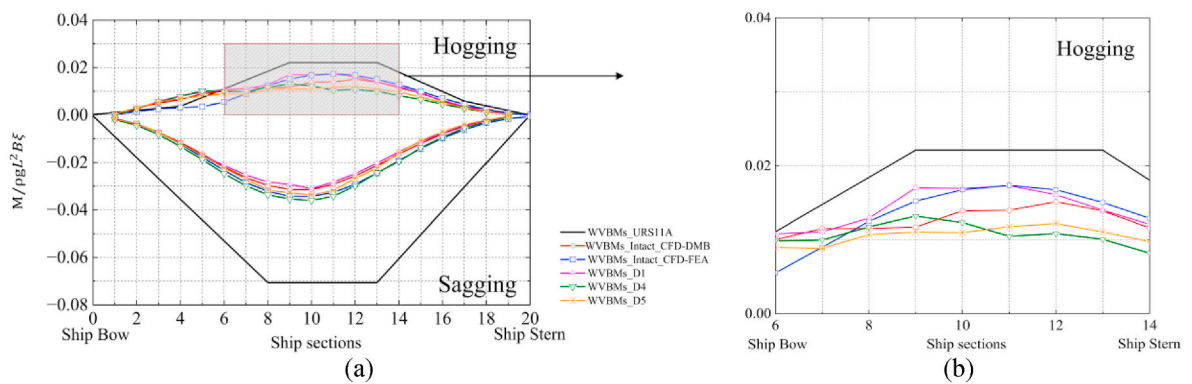 0.04
Hogging
0.02
0.00
−0.02
−0.04
−0.06
−0.08
M/ρgL²Bξ
WVBMs_URS11A
WVBMs_Intact_CFD-DMB
WVBMs_Intact_CFD-FEA
WVBMs_D1
WVBMs_D4
WVBMs_D5
Sagging
0 2 4 6 8 10 12 14 16 18 20
Ship Bow Ship sections Ship Stern
(a)
0.04
Hogging
0.02
0.00
6 8 10 12 14
Ship Bow Ship sections Ship Stern
(b)